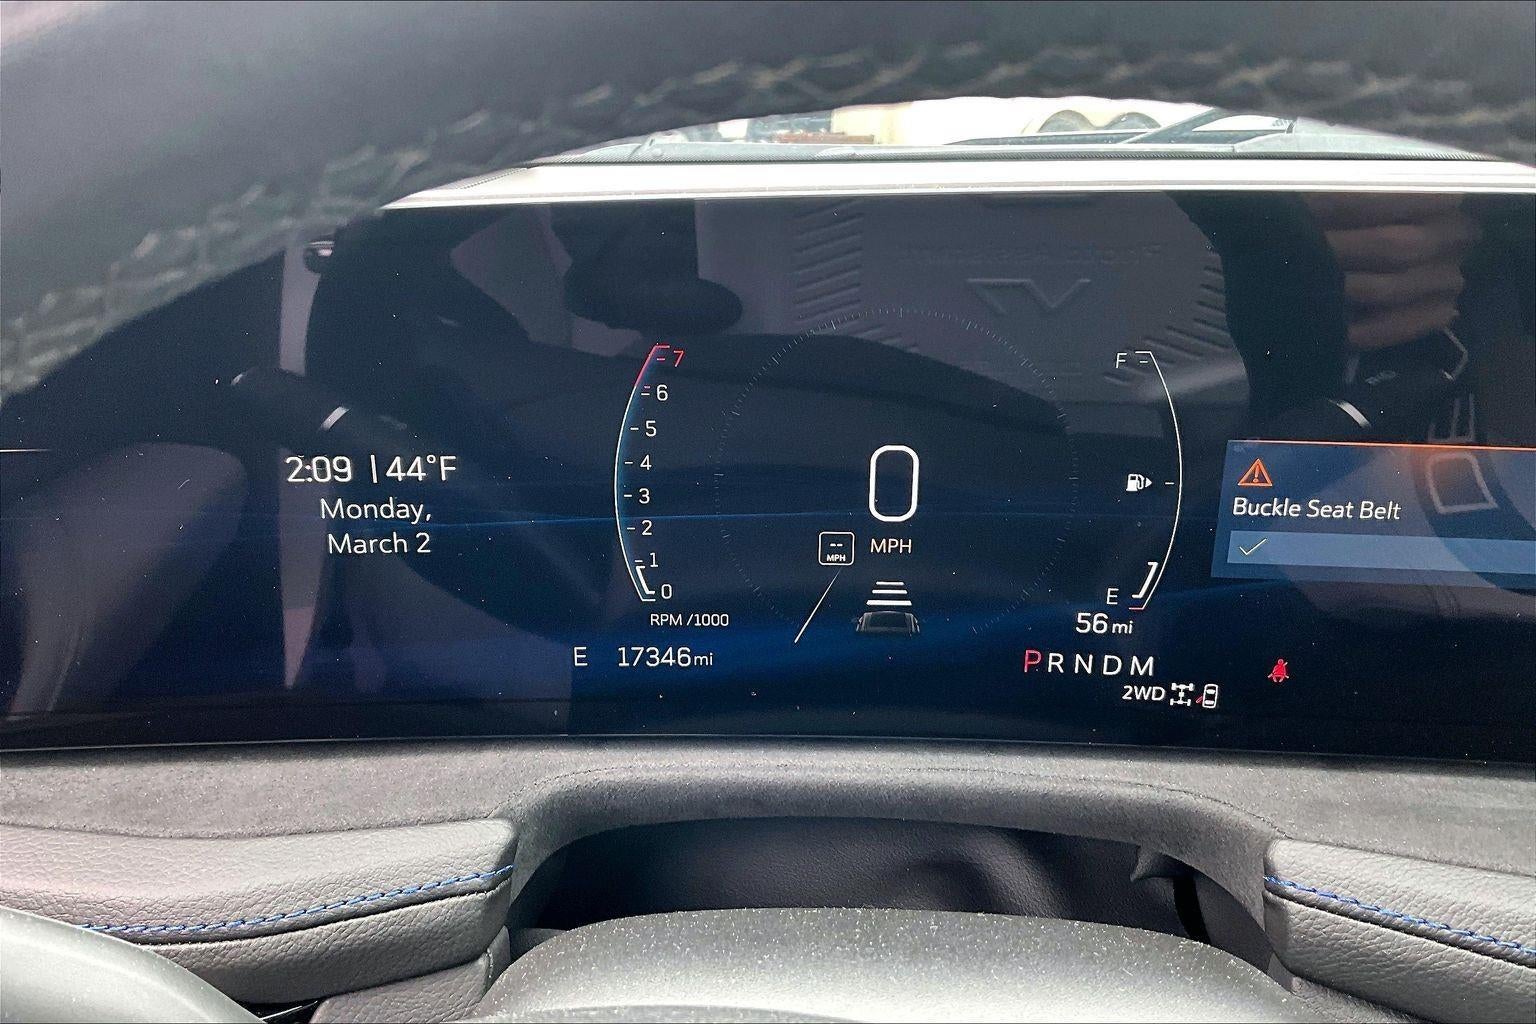 2:09 | 44°F
Monday,
March 2
7
6
5
4
3
2
1
0
RPM /1000
E 17346 mi
0
MPH
--
MPH
F
E
56 mi
PRNDM
2WD
Buckle Seat Belt